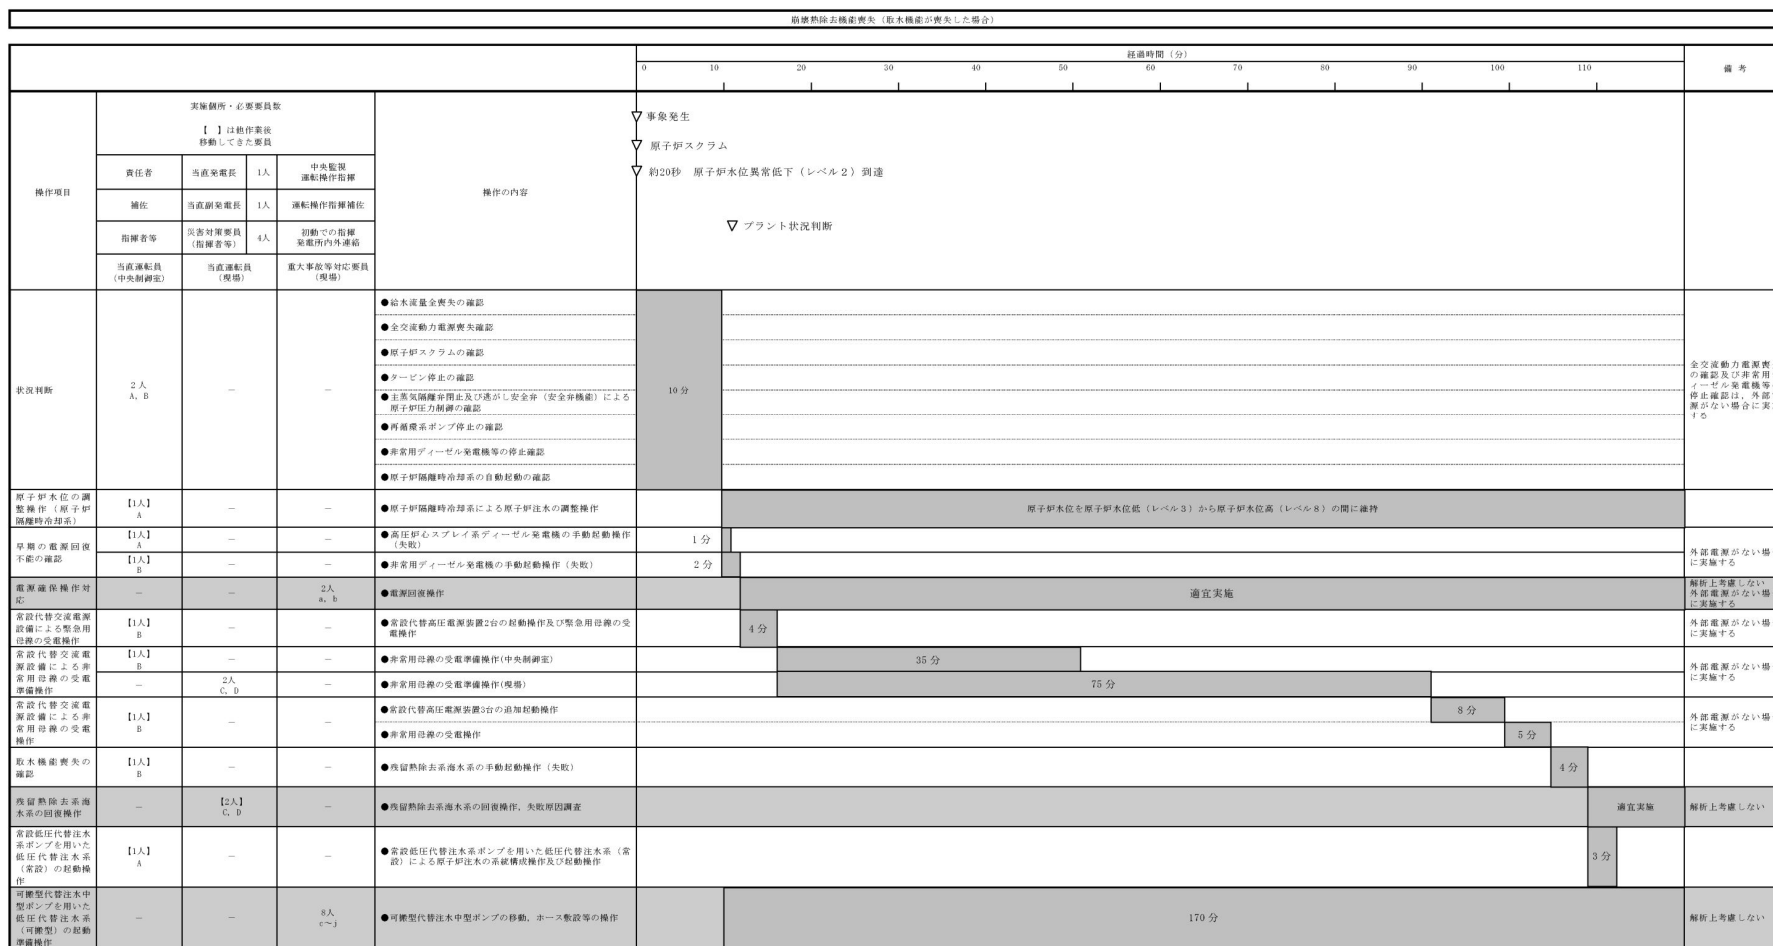 崩壊熱除去機能喪失(取水機能が喪失した場合)
経過時間(分)
0 10 20 30 40 50 60 70 80 90 100 110
備 考
操作項目
実施個所・必要要員数
【 】は他作業後
移動してきた要員
操作の内容
責任者
当直発電長
1人
中央監視
運転操作指揮
補佐
当直副発電長
1人
運転操作指揮補佐
指揮者等
災害対策要員
(指揮者等)
4人
初動での指揮
発電所内外連絡
当直運転員
(中央制御室)
当直運転員
(現場)
重大事故等対応要員
(現場)
▽ 事象発生
▽ 原子炉スクラム
▽ 約20秒 原子炉水位異常低下(レベル2)到達
▽ プラント状況判断
状況判断
2人
A, B
-
-
●給水流量全喪失の確認
●全交流動力電源喪失確認
●原子炉スクラムの確認
●タービン停止の確認
●主蒸気隔離弁閉止及び逃がし安全弁(安全弁機能)による
原子炉圧力制御の確認
●再循環系ポンプ停止の確認
●非常用ディーゼル発電機等の停止確認
●原子炉隔離時冷却系の自動起動の確認
10分
全交流動力電源喪
の確認及び非常用
ィーゼル発電機等
停止確認は,外部
源がない場合に実
する
原子炉水位の調
整操作(原子炉
隔離時冷却系)
【1人】
A
-
-
●原子炉隔離時冷却系による原子炉注水の調整操作
原子炉水位を原子炉水位低(レベル3)から原子炉水位高(レベル8)の間に維持
早期の電源回復
不能の確認
【1人】
A
-
-
●高圧炉心スプレイ系ディーゼル発電機の手動起動操作
(失敗)
1分
【1人】
B
-
-
●非常用ディーゼル発電機の手動起動操作(失敗)
2分
外部電源がない場
に実施する
電源確保操作対
応
-
-
2人
a, b
●電源回復操作
適宜実施
解析上考慮しない
外部電源がない場
に実施する
常設代替交流電源
設備による緊急用
母線の受電操作
【1人】
B
-
-
●常設代替高圧電源装置2台の起動操作及び緊急用母線の受
電操作
4分
外部電源がない場
に実施する
常設代替交流電
源設備による非
常用母線の受電
準備操作
【1人】
B
-
-
●非常用母線の受電準備操作(中央制御室)
35分
-
2人
C, D
-
●非常用母線の受電準備操作(現場)
75分
外部電源がない場
に実施する
常設代替交流電
源設備による非
常用母線の受電
操作
【1人】
B
-
-
●常設代替高圧電源装置3台の追加起動操作
8分
●非常用母線の受電操作
5分
外部電源がない場
に実施する
取水機能喪失の
確認
【1人】
B
-
-
●残留熱除去系海水系の手動起動操作(失敗)
4分
残留熱除去系海
水系の回復操作
-
【2人】
C, D
-
●残留熱除去系海水系の回復操作,失敗原因調査
適宜実施
解析上考慮しない
常設低圧代替注水
系ポンプを用いた
低圧代替注水系
(常設)の起動操
作
【1人】
A
-
-
●常設低圧代替注水系ポンプを用いた低圧代替注水系(常
設)による原子炉注水の系統構成操作及び起動操作
3分
可搬型代替注水中
型ポンプを用いた
低圧代替注水系
(可搬型)の起動
準備操作
-
-
8人
c~j
●可搬型代替注水中型ポンプの移動,ホース敷設等の操作
170分
解析上考慮しない